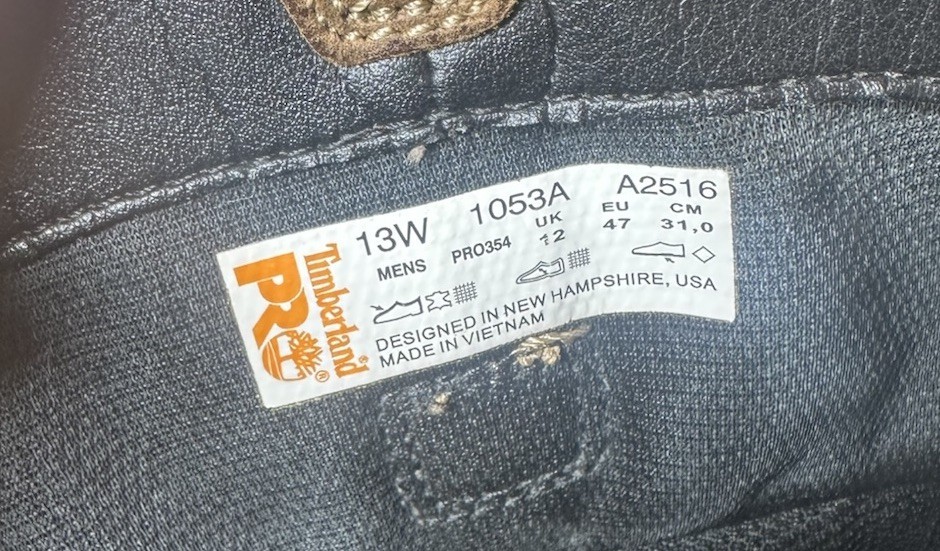 Timberland®
PRO®
13W 1053A A2516
MENS PRO354 UK EU CM
12 47 31,0
DESIGNED IN NEW HAMPSHIRE, USA
MADE IN VIETNAM